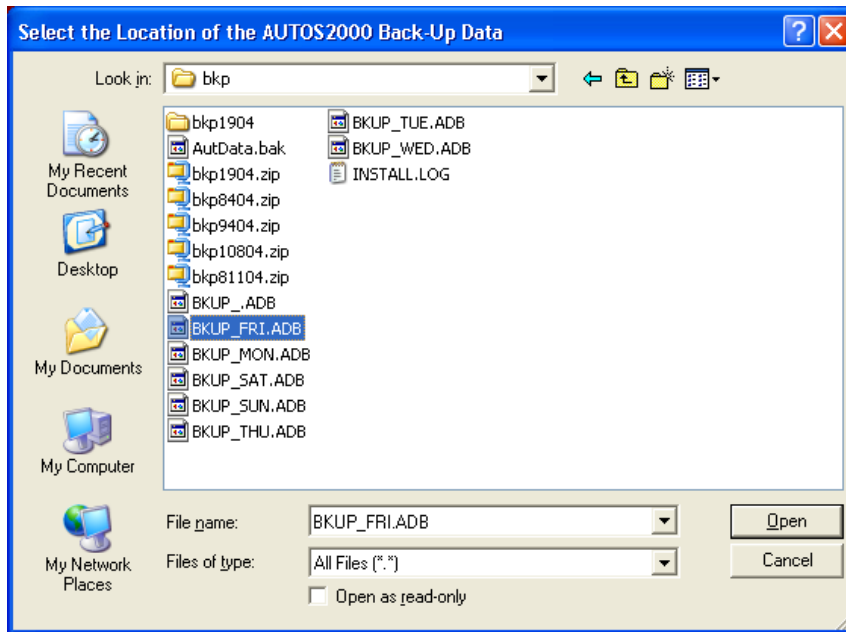 Select the Location of the AUTOS2000 Back-Up Data
Look in: bkp
My Recent
Documents
Desktop
My Documents
My Computer
My Network
Places
bkp1904
AutData.bak
bkp1904.zip
bkp8404.zip
bkp9404.zip
bkp10804.zip
bkp81104.zip
BKUP_.ADB
BKUP_FRI.ADB
BKUP_MON.ADB
BKUP_SAT.ADB
BKUP_SUN.ADB
BKUP_THU.ADB
BKUP_TUE.ADB
BKUP_WED.ADB
INSTALL.LOG
File name: BKUP_FRI.ADB Open
Files of type: All Files (*.*) Cancel
Open as read-only